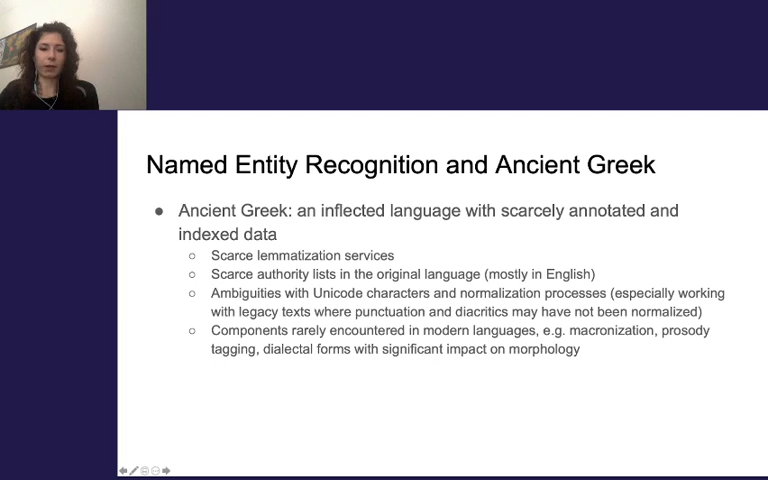 Named Entity Recognition and Ancient Greek
● Ancient Greek: an inflected language with scarcely annotated and
indexed data
○ Scarce lemmatization services
○ Scarce authority lists in the original language (mostly in English)
○ Ambiguities with Unicode characters and normalization processes (especially working
with legacy texts where punctuation and diacritics may have not been normalized)
○ Components rarely encountered in modern languages, e.g. macronization, prosody
tagging, dialectal forms with significant impact on morphology